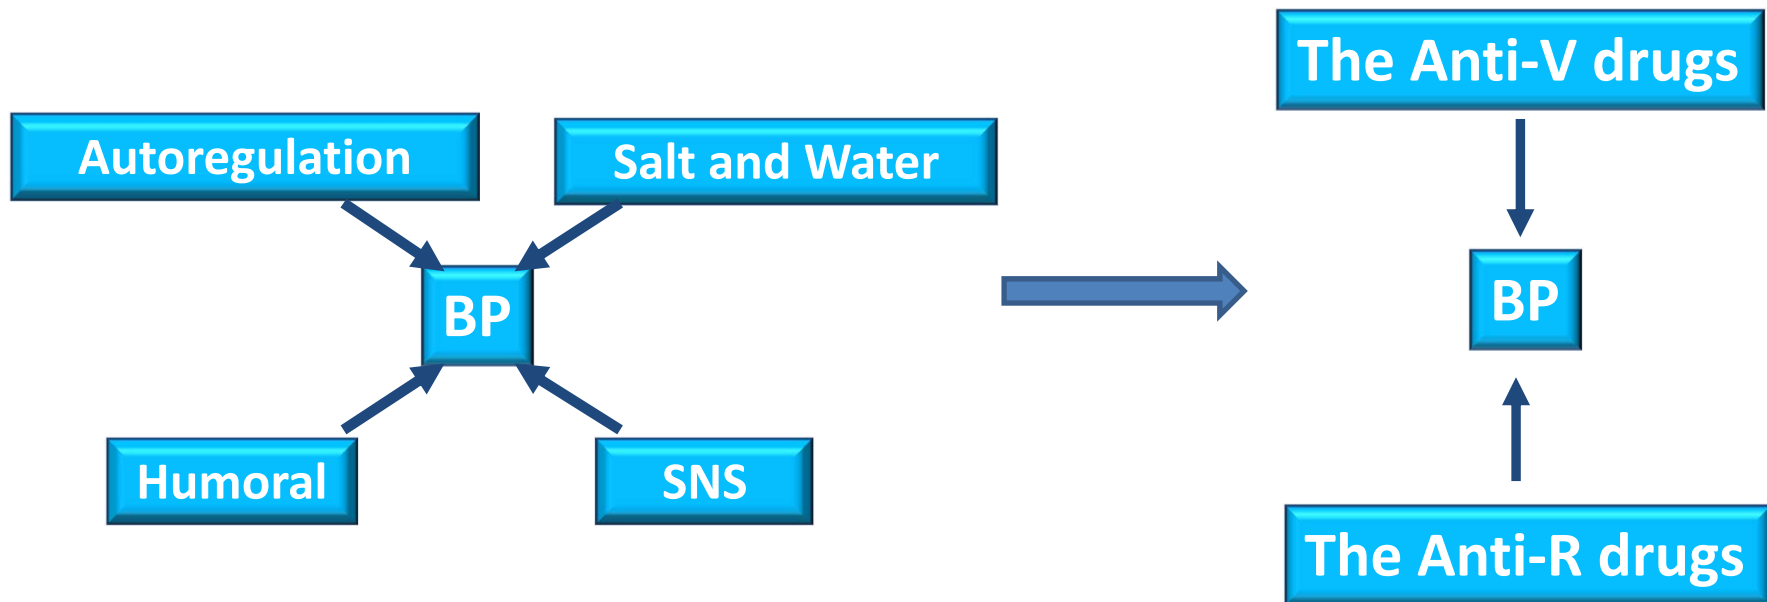 Autoregulation
Salt and Water
BP
Humoral
SNS
The Anti-V drugs
BP
The Anti-R drugs